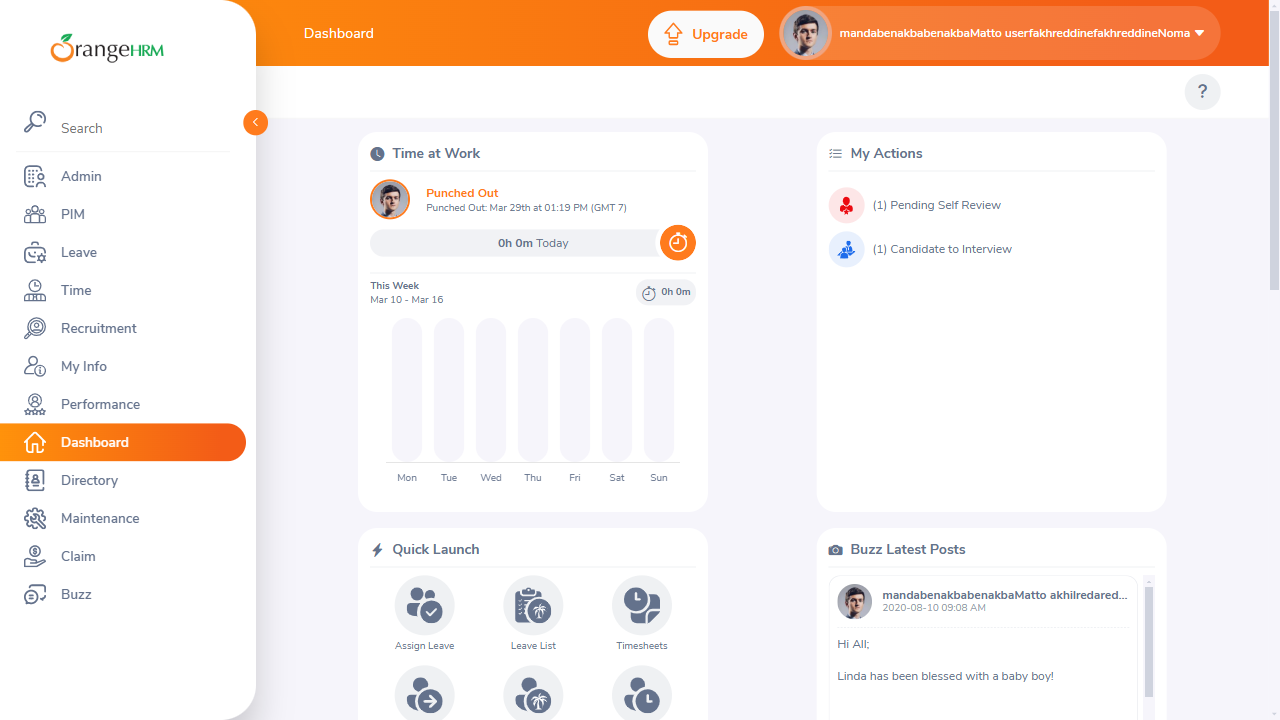 OrangeHRM
Search
Admin
PIM
Leave
Time
Recruitment
My Info
Performance
Dashboard
Directory
Maintenance
Claim
Buzz
Dashboard
Upgrade
mandabenakbabenakbaMatto userfakhreddinefakhreddineNoma
?
Time at Work
Punched Out
Punched Out: Mar 29th at 01:19 PM (GMT 7)
0h 0m Today
This Week
Mar 10 - Mar 16
0h 0m
Mon Tue Wed Thu Fri Sat Sun
My Actions
(1) Pending Self Review
(1) Candidate to Interview
Quick Launch
Assign Leave
Leave List
Timesheets
Buzz Latest Posts
mandabenakbabenakbaMatto akhilredared...
2020-08-10 09:08 AM
Hi All;
Linda has been blessed with a baby boy!